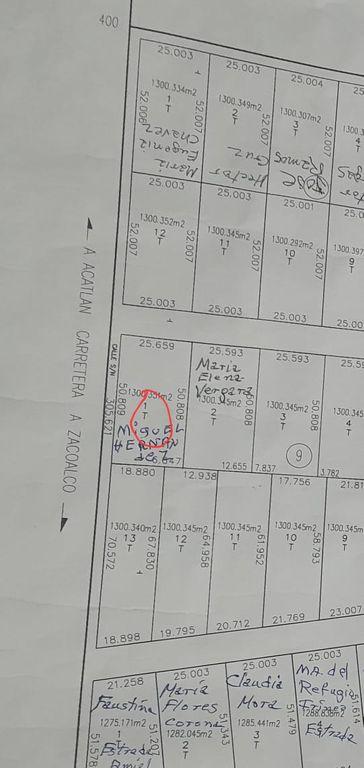 400
25.003 25.003 25.004 25
1300.334m2 1300.349m2 1300.307m2 1300.3
1 2 3 4
T T T T
52.006 52.007 52.007 52.007
Maria Eugenia Chavez
Hector Guz
Jose Ramos
25.003 25.003 25.001 25.00
1300.352m2 1300.345m2 1300.292m2 1300.397
12 11 10 9
T T T T
52.007 52.007 52.007 52.007
25.003 25.003 25.003 25.00
A ACATLAN CARRETERA A ZACOALCO
CALLE S/N
305.621
25.659 25.593 25.593 25.59
Maria
Elena
Vergara
1300.345m2 1300.345
1 2 3 4
T T T T
50.809 50.808 50.808 50.808
Miguel
HERNAN
dez
12.655 7.837 9 3.782
18.880 12.938 17.756 21.81
1300.340m2 1300.345m2 1300.345m2 1300.345m2 1300.345m
13 12 11 10 9
T T T T T
70.572 67.830 64.958 61.952 58.793
18.898 19.795 20.712 21.769 23.007
21.258 25.003 25.003 25.003
Faustina
Maria
Flores
Corona
Claudia
Mora
MA. del
Refugio
Estrada
1275.171m2 1282.045m2 1285.441m2
1 2 3
T T T
Estrada
51.578 51.207 51.343 51.479 51.614